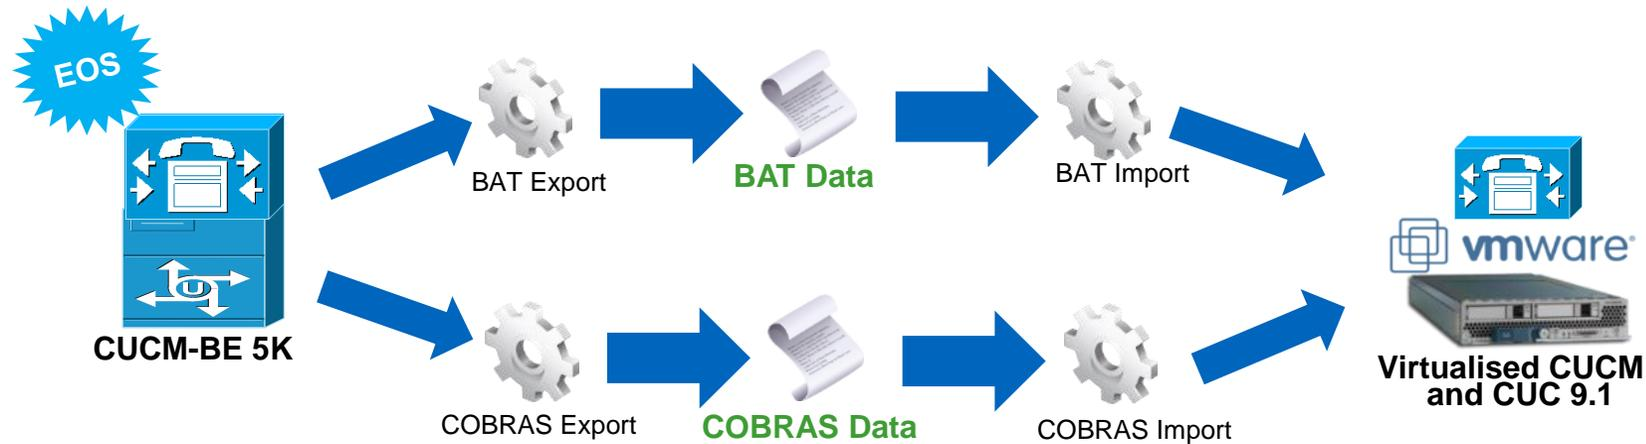 EOS
BAT Export
BAT Data
BAT Import
vmware
CUCM-BE 5K
U
COBRAS Export
COBRAS Data
COBRAS Import
Virtualised CUCM
and CUC 9.1